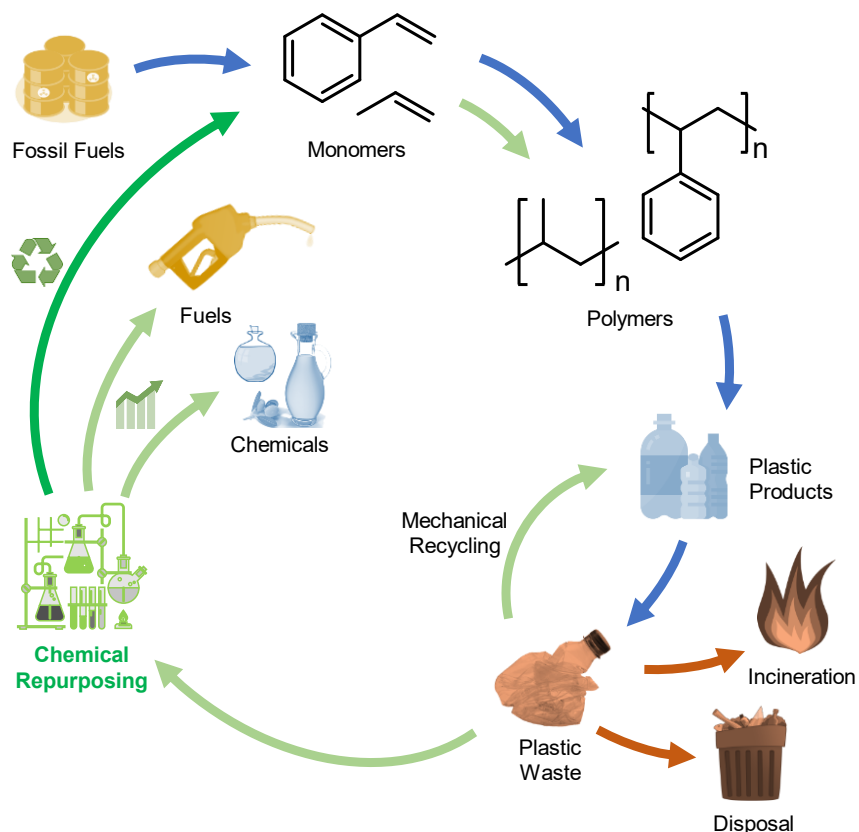 Fossil Fuels
Monomers
n
n
Polymers
Fuels
Chemicals
Plastic
Products
Mechanical
Recycling
Chemical
Repurposing
Plastic
Waste
Incineration
Disposal